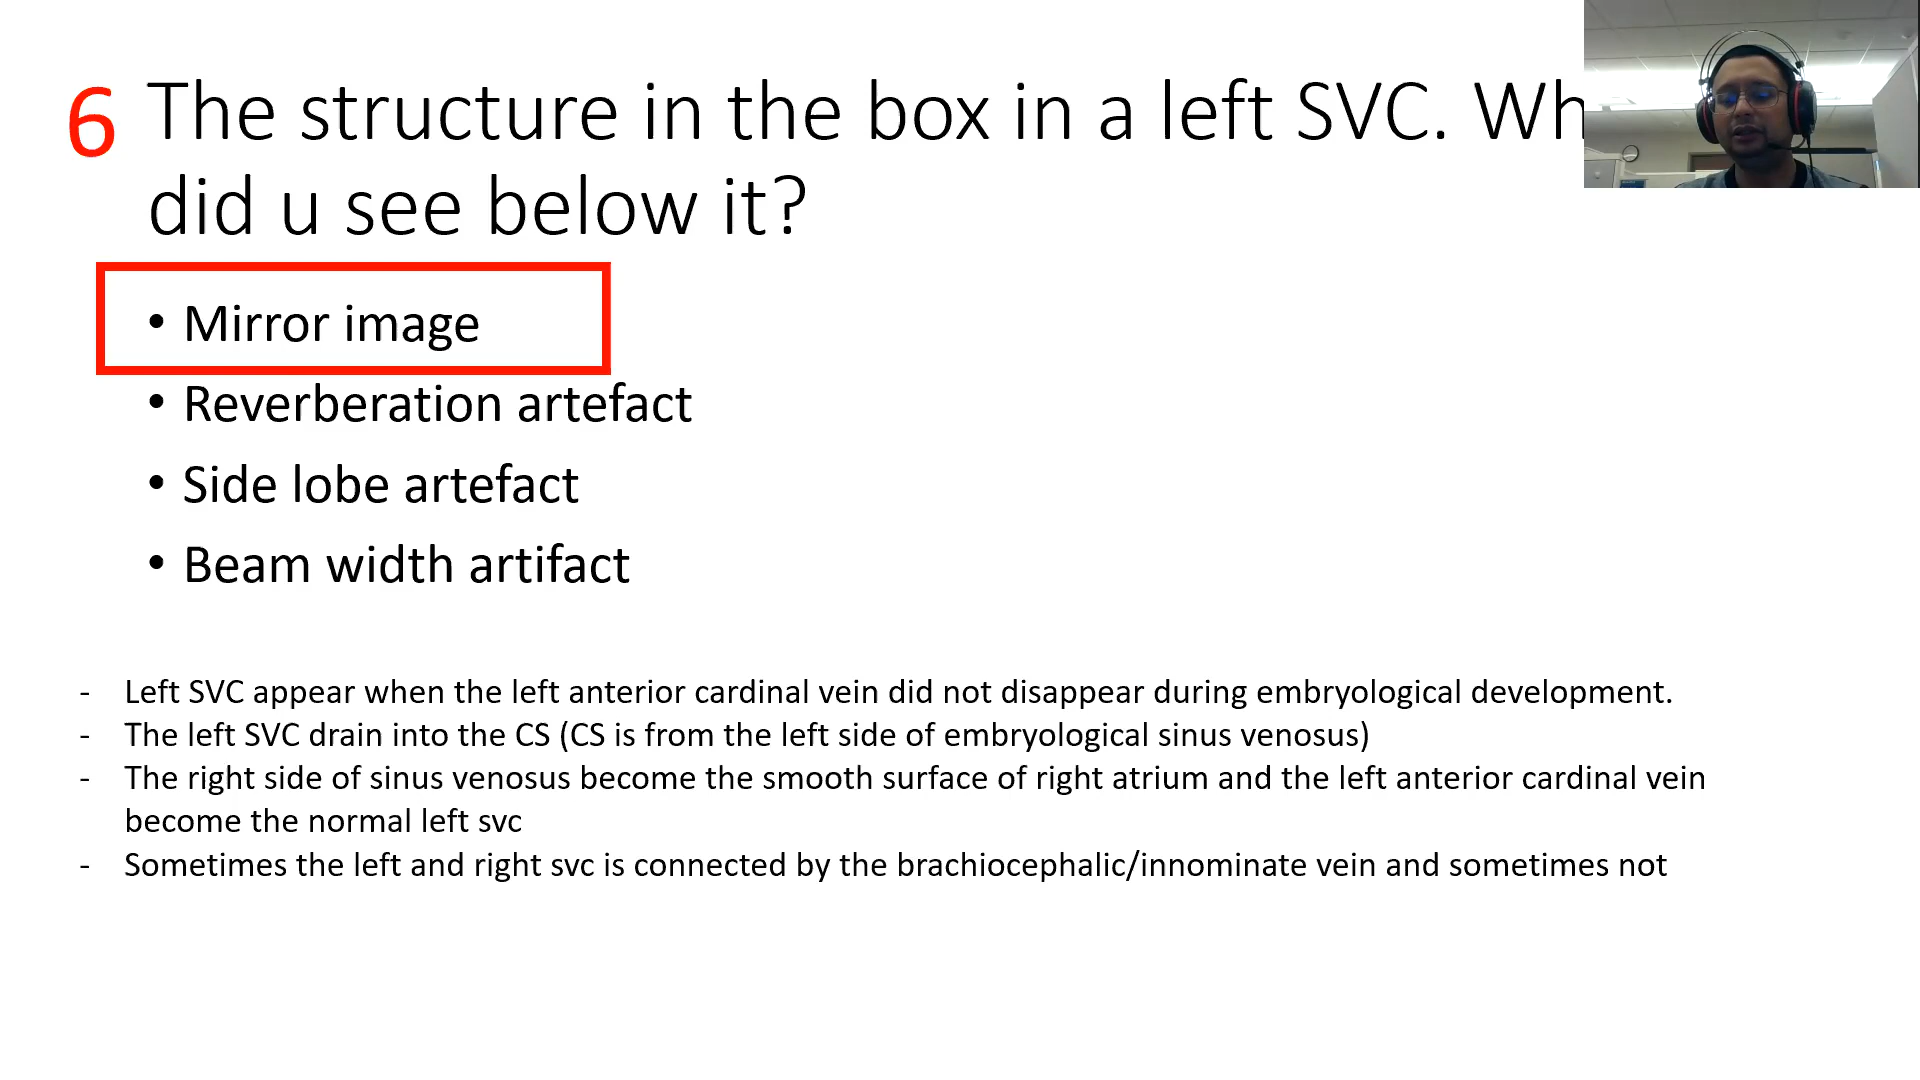 6 The structure in the box in a left SVC.
did u see below it?
• Mirror image
• Reverberation artefact
• Side lobe artefact
• Beam width artifact
- Left SVC appear when the left anterior cardinal vein did not disappear during embryological development.
- The left SVC drain into the CS (CS is from the left side of embryological sinus venosus)
- The right side of sinus venosus become the smooth surface of right atrium and the left anterior cardinal vein
become the normal left svc
- Sometimes the left and right svc is connected by the brachiocephalic/innominate vein and sometimes not